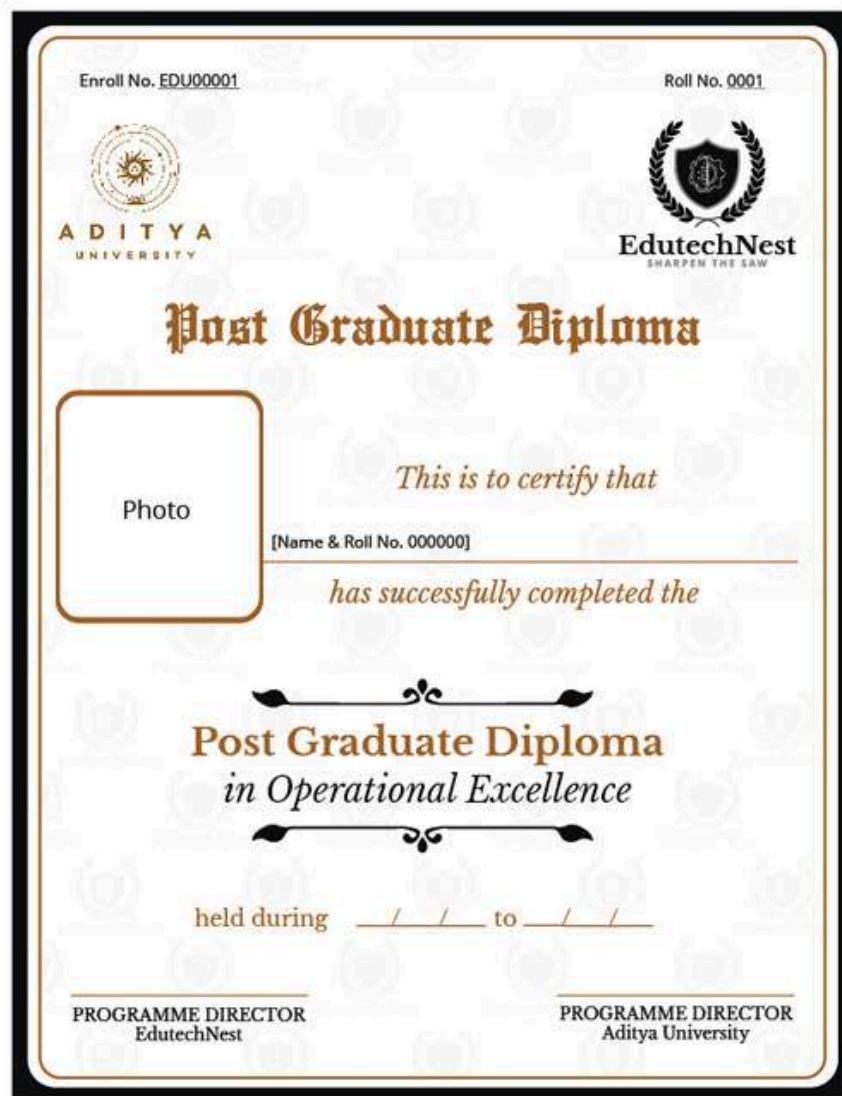 Enroll No. EDU00001
Roll No. 0001
ADITYA
UNIVERSITY
EdutechNest
SHARPEN THE SAW
Post Graduate Diploma
Photo
This is to certify that
[Name & Roll No. 000000]
has successfully completed the
Post Graduate Diploma
in Operational Excellence
held during / / to / /
PROGRAMME DIRECTOR
EdutechNest
PROGRAMME DIRECTOR
Aditya University